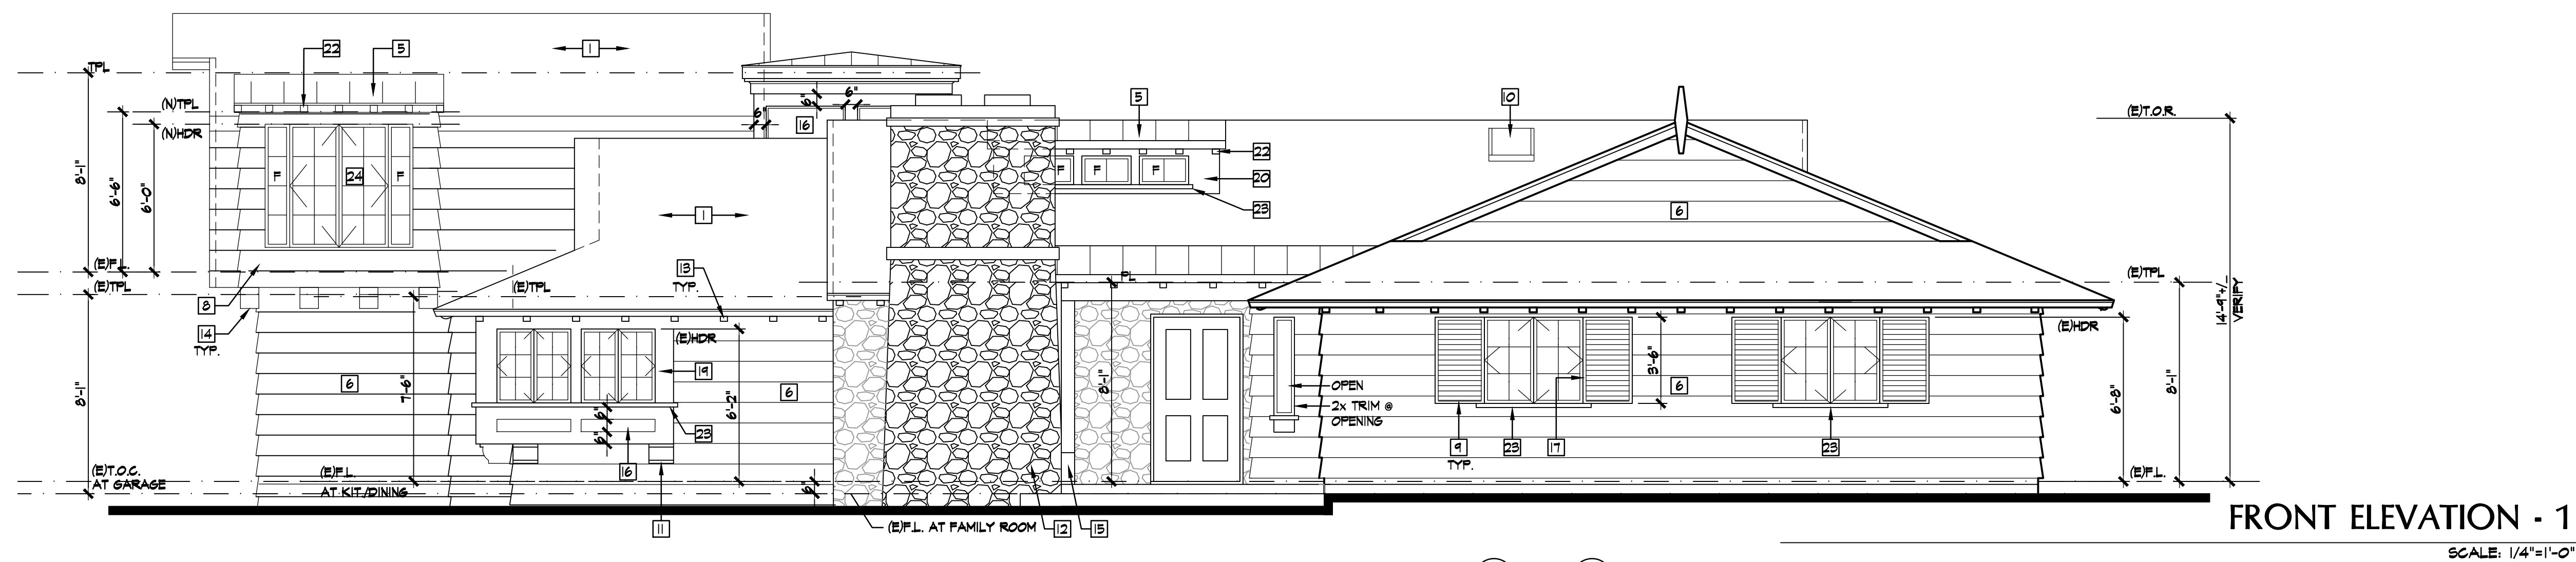 22
5
1
TPL
(N)TPL
(N)HDR
8'-1"
6'-6"
6'-0"
F
24
F
(E)F.L.
(E)TPL
8
14
TYP.
6
8'-1"
(E)T.O.C.
AT GARAGE
(E)F.L.
AT KIT./DINING
7'-6"
(E)TPL
13
TYP.
1
(E)HDR
19
6"
6"
23
16
11
6'-2"
6
6"
6"
6"
6"
16
5
F
F
F
22
20
23
PL
8'-1"
(E)F.L. AT FAMILY ROOM
12
15
OPEN
2x TRIM @
OPENING
10
6
3'-6"
6
9
TYP.
23
17
23
(E)T.O.R.
(E)TPL
(E)HDR
(E)F.L.
6'-8"
8'-1"
14'-9"+/-
VERIFY
FRONT ELEVATION - 1
SCALE: 1/4"=1'-0"